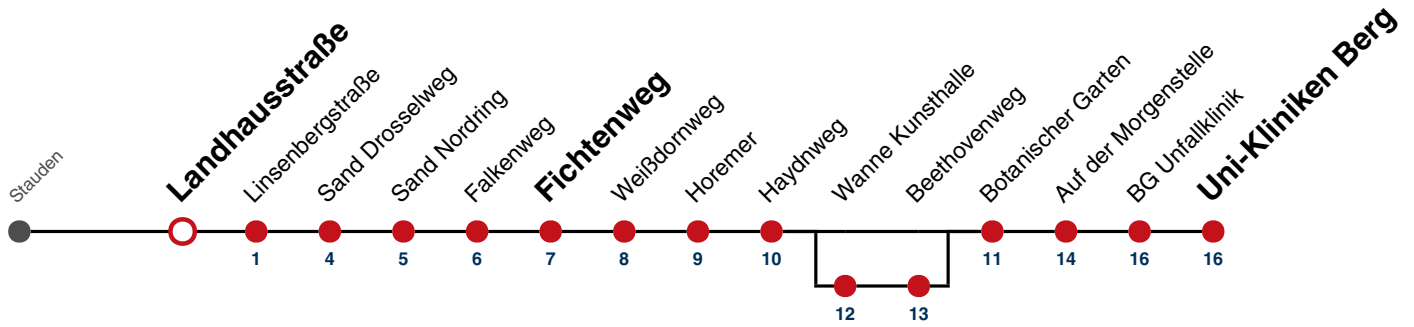 Stauden
Landhausstraße
Linsenbergstraße
Sand Drosselweg
Sand Nordring
Falkenweg
Fichtenweg
Weißdornweg
Horemer
Haydnweg
Wanne Kunsthalle
Beethovenweg
Botanischer Garten
Auf der Morgenstelle
BG Unfallklinik
Uni-Kliniken Berg
1 4 5 6 7 8 9 10 11 14 16 16
12 13